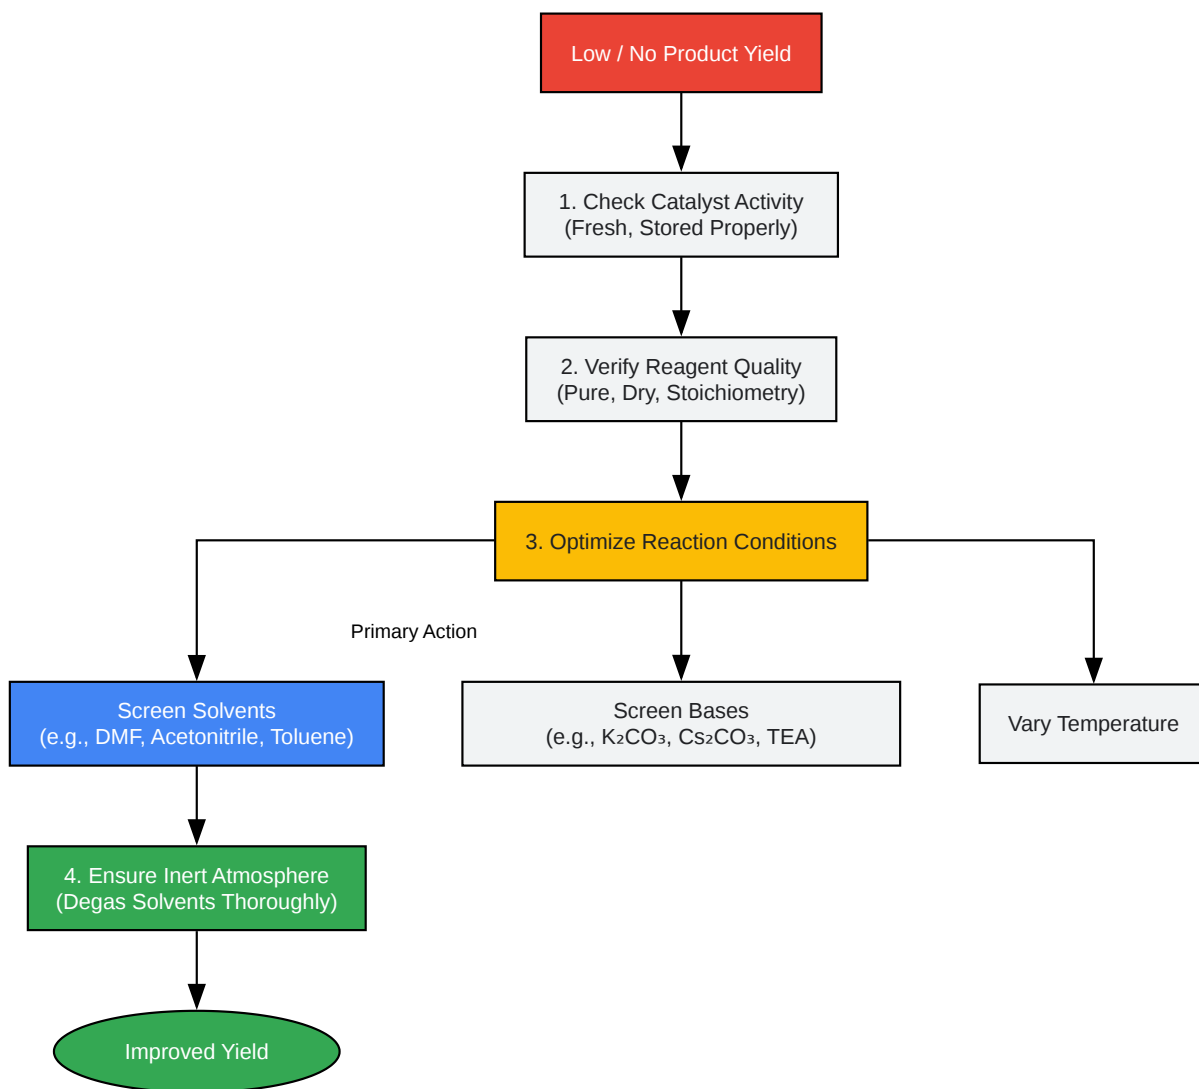 Low / No Product Yield
1. Check Catalyst Activity
(Fresh, Stored Properly)
2. Verify Reagent Quality
(Pure, Dry, Stoichiometry)
3. Optimize Reaction Conditions
Primary Action
Screen Solvents
(e.g., DMF, Acetonitrile, Toluene)
Screen Bases
(e.g., K₂CO₃, Cs₂CO₃, TEA)
Vary Temperature
4. Ensure Inert Atmosphere
(Degas Solvents Thoroughly)
Improved Yield